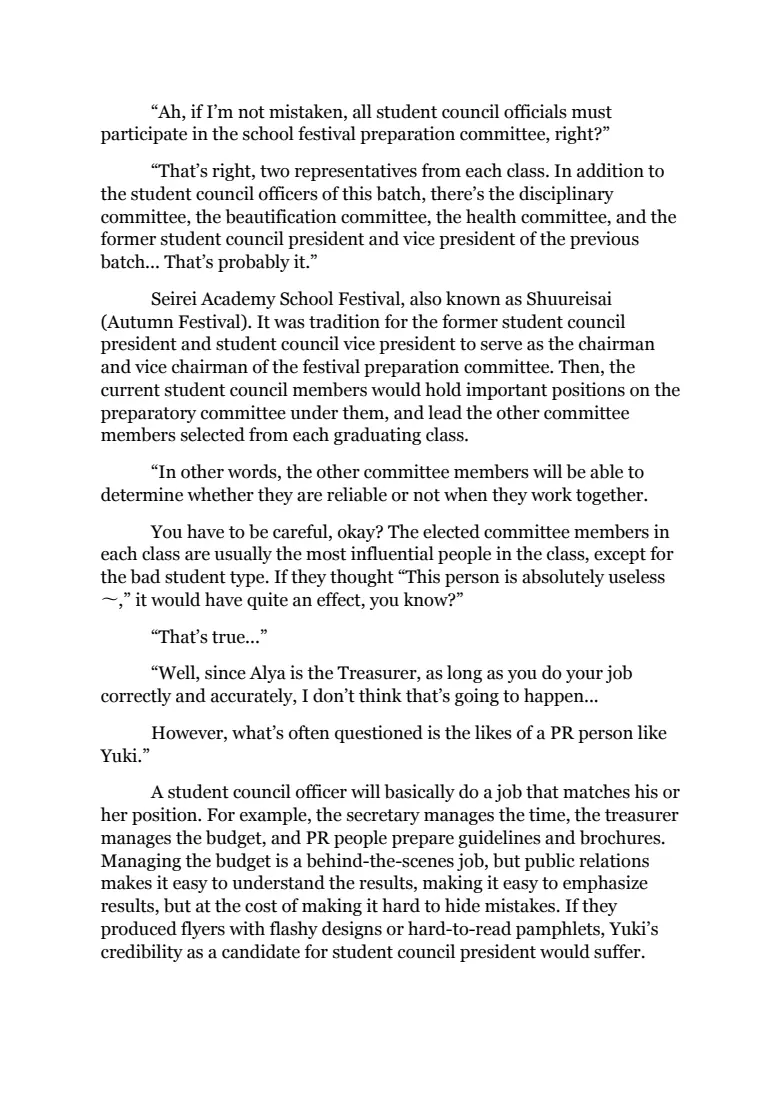 “Ah, if I’m not mistaken, all student council officials must
participate in the school festival preparation committee, right?”
“That’s right, two representatives from each class. In addition to
the student council officers of this batch, there’s the disciplinary
committee, the beautification committee, the health committee, and the
former student council president and vice president of the previous
batch... That’s probably it.”
Seirei Academy School Festival, also known as Shuureisai
(Autumn Festival). It was tradition for the former student council
president and student council vice president to serve as the chairman
and vice chairman of the festival preparation committee. Then, the
current student council members would hold important positions on the
preparatory committee under them, and lead the other committee
members selected from each graduating class.
“In other words, the other committee members will be able to
determine whether they are reliable or not when they work together.
You have to be careful, okay? The elected committee members in
each class are usually the most influential people in the class, except for
the bad student type. If they thought “This person is absolutely useless
～,” it would have quite an effect, you know?”
“That’s true...”
“Well, since Alya is the Treasurer, as long as you do your job
correctly and accurately, I don’t think that’s going to happen...
However, what’s often questioned is the likes of a PR person like
Yuki.”
A student council officer will basically do a job that matches his or
her position. For example, the secretary manages the time, the treasurer
manages the budget, and PR people prepare guidelines and brochures.
Managing the budget is a behind-the-scenes job, but public relations
makes it easy to understand the results, making it easy to emphasize
results, but at the cost of making it hard to hide mistakes. If they
produced flyers with flashy designs or hard-to-read pamphlets, Yuki’s
credibility as a candidate for student council president would suffer.